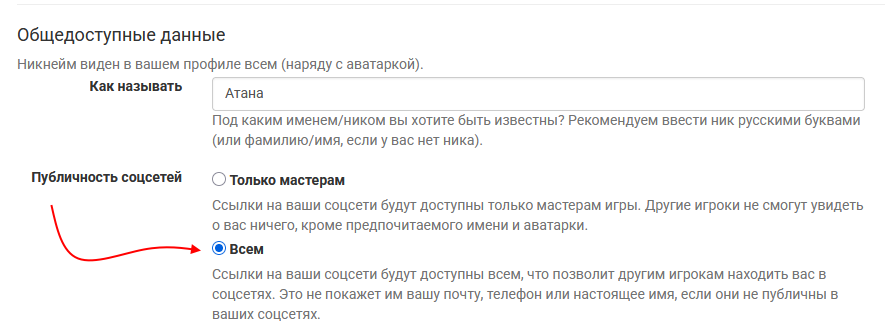 Общедоступные данные
Никнейм виден в вашем профиле всем (наряду с аватаркой).
Как называть
Атана
Под каким именем/ником вы хотите быть известны? Рекомендуем ввести ник русскими буквами
(или фамилию/имя, если у вас нет ника).
Публичность соцсетей
Только мастерам
Ссылки на ваши соцсети будут доступны только мастерам игры. Другие игроки не смогут увидеть
о вас ничего, кроме предпочитаемого имени и аватарки.
Всем
Ссылки на ваши соцсети будут доступны всем, что позволит другим игрокам находить вас в
соцсетях. Это не покажет им вашу почту, телефон или настоящее имя, если они не публичны в
ваших соцсетях.